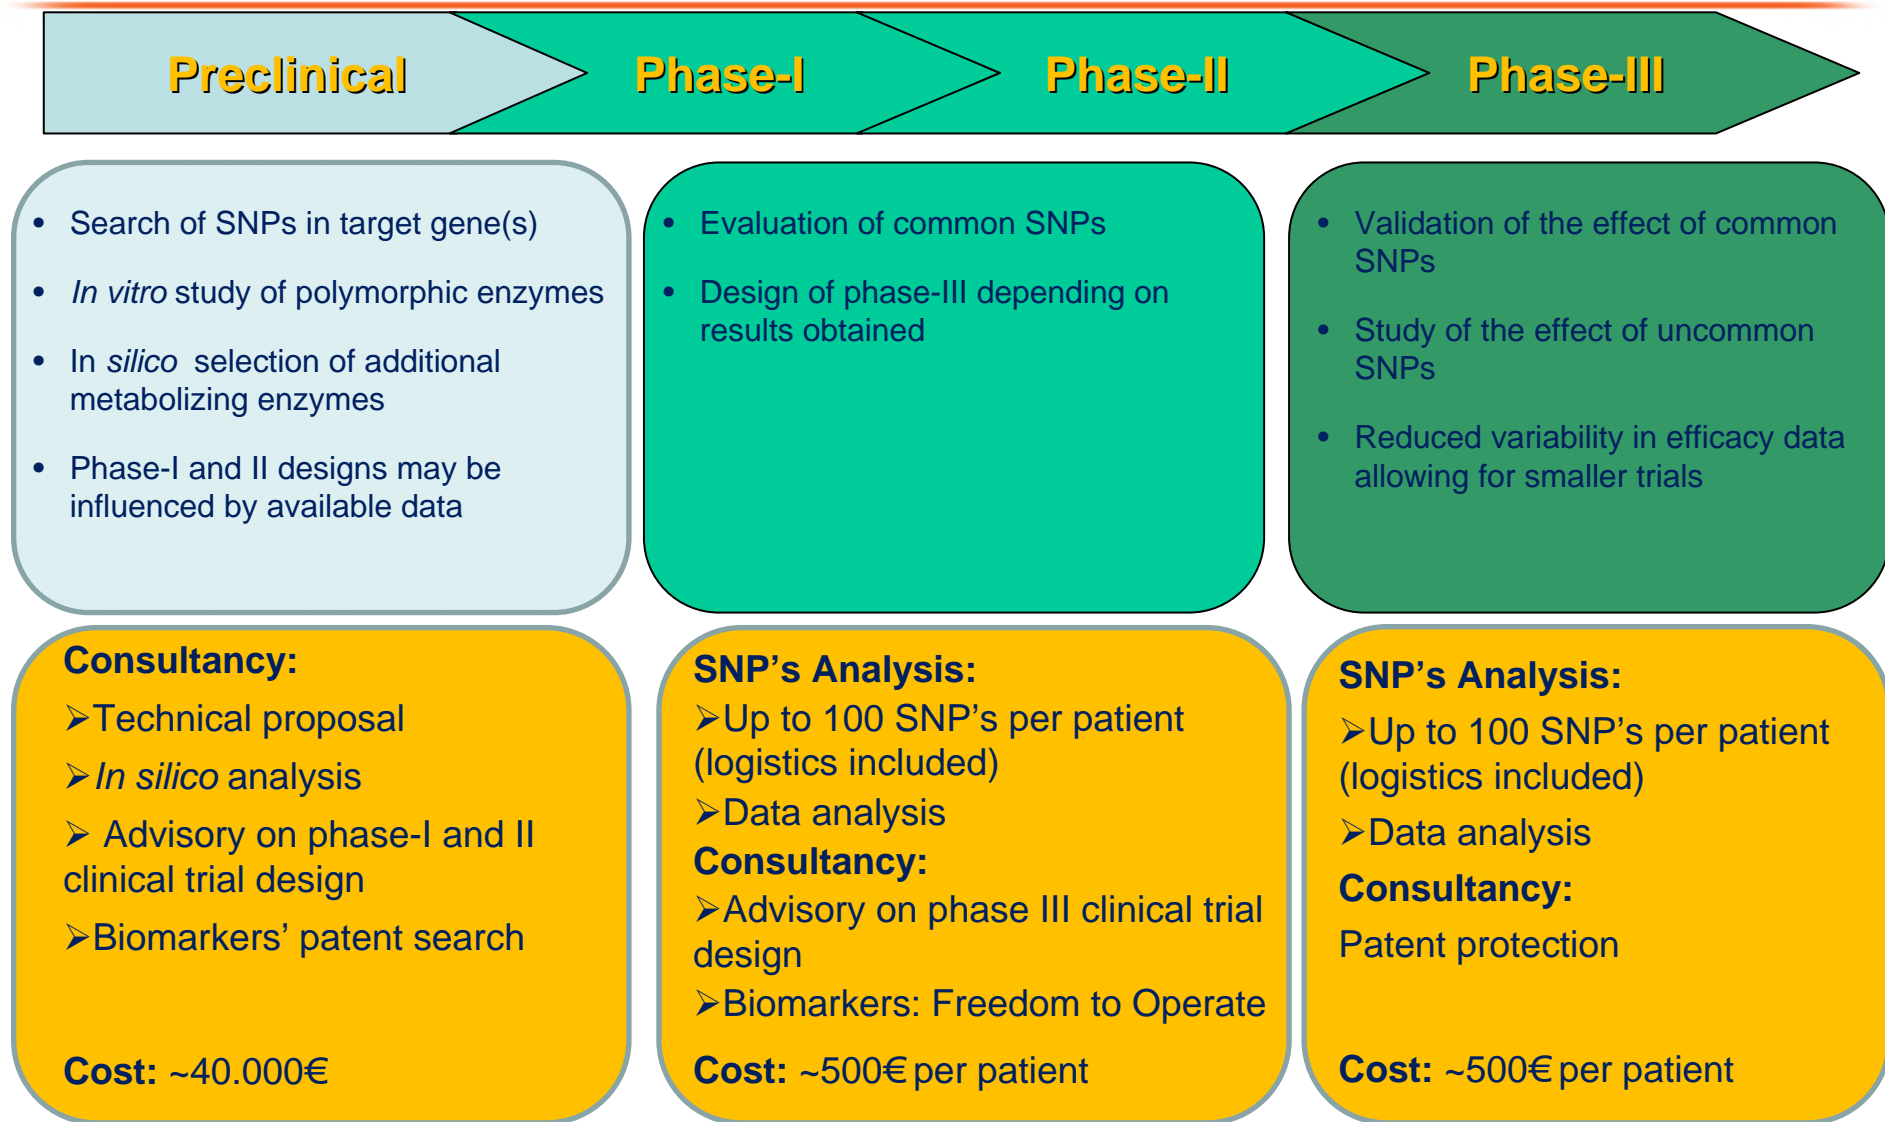 Preclinical
Phase-I
Phase-II
Phase-III
• Search of SNPs in target gene(s)
• In vitro study of polymorphic enzymes
• In silico selection of additional
metabolizing enzymes
• Phase-I and II designs may be
influenced by available data
• Evaluation of common SNPs
• Design of phase-III depending on
results obtained
• Validation of the effect of common
SNPs
• Study of the effect of uncommon
SNPs
• Reduced variability in efficacy data
allowing for smaller trials
Consultancy:
➢Technical proposal
➢In silico analysis
➢ Advisory on phase-I and II
clinical trial design
➢Biomarkers’ patent search
Cost: ~40.000€
SNP’s Analysis:
➢Up to 100 SNP’s per patient
(logistics included)
➢Data analysis
Consultancy:
➢Advisory on phase III clinical trial
design
➢Biomarkers: Freedom to Operate
Cost: ~500€ per patient
SNP’s Analysis:
➢Up to 100 SNP’s per patient
(logistics included)
➢Data analysis
Consultancy:
Patent protection
Cost: ~500€ per patient